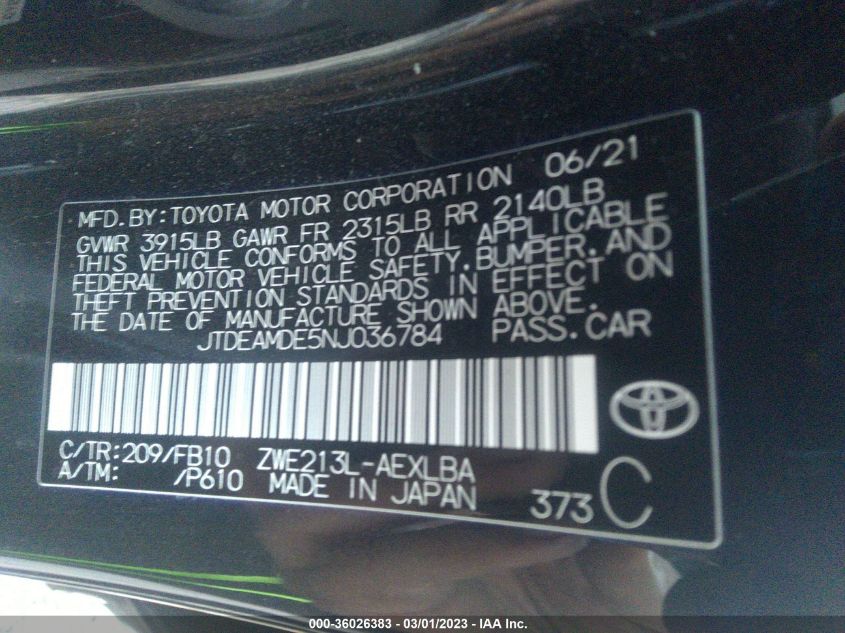 MFD.BY:TOYOTA MOTOR CORPORATION 06/21
GVWR 3915LB GAWR FR 2315LB RR 2140LB
THIS VEHICLE CONFORMS TO ALL APPLICABLE
FEDERAL MOTOR VEHICLE SAFETY,BUMPER,AND
THEFT PREVENTION STANDARDS IN EFFECT ON
THE DATE OF MANUFACTURE SHOWN ABOVE.
JTDEAMDE5NJ036784 PASS.CAR
C/TR:209/FB10 ZWE213L-AEXLBA
A/TM: /P610 MADE IN JAPAN 373 C
000-36026383 - 03/01/2023 - IAA Inc.